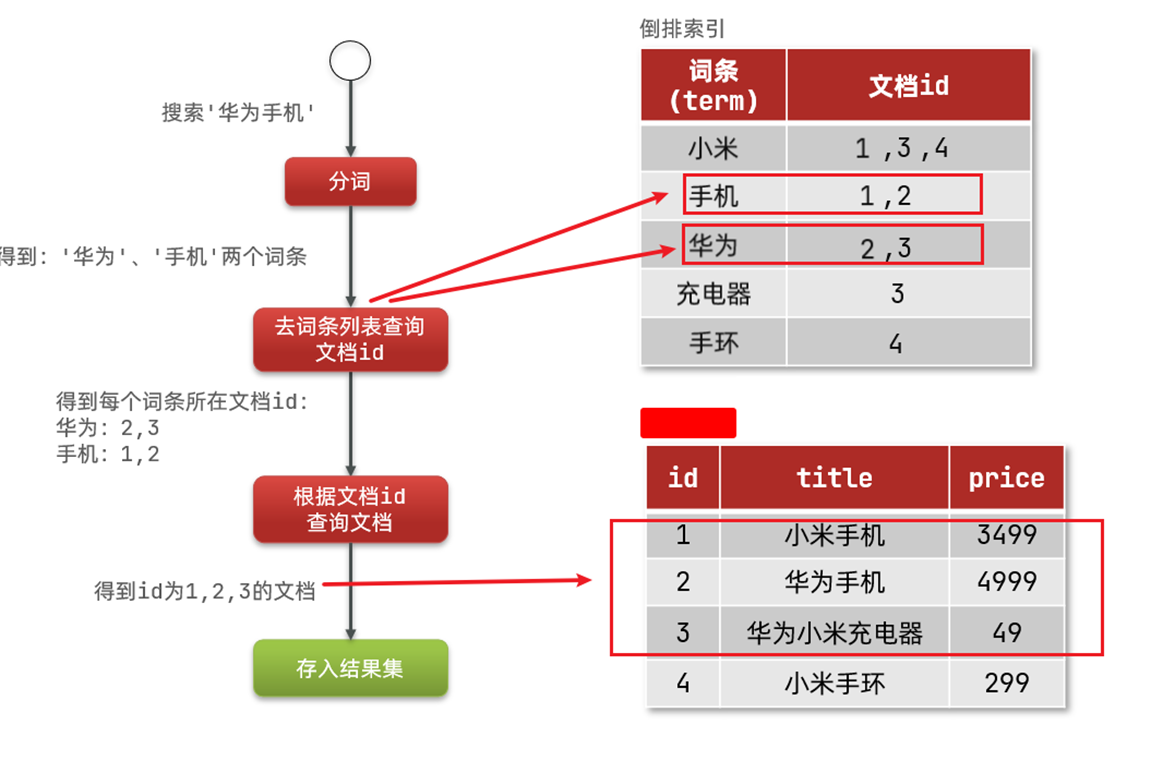 搜索'华为手机'
分词
得到：'华为'、'手机'两个词条
去词条列表查询
文档id
得到每个词条所在文档id：
华为：2,3
手机：1,2
根据文档id
查询文档
得到id为1,2,3的文档
存入结果集
倒排索引
词条
(term) 文档id
小米 1 ,3 ,4
手机 1 ,2
华为 2 ,3
充电器 3
手环 4
id title price
1 小米手机 3499
2 华为手机 4999
3 华为小米充电器 49
4 小米手环 299